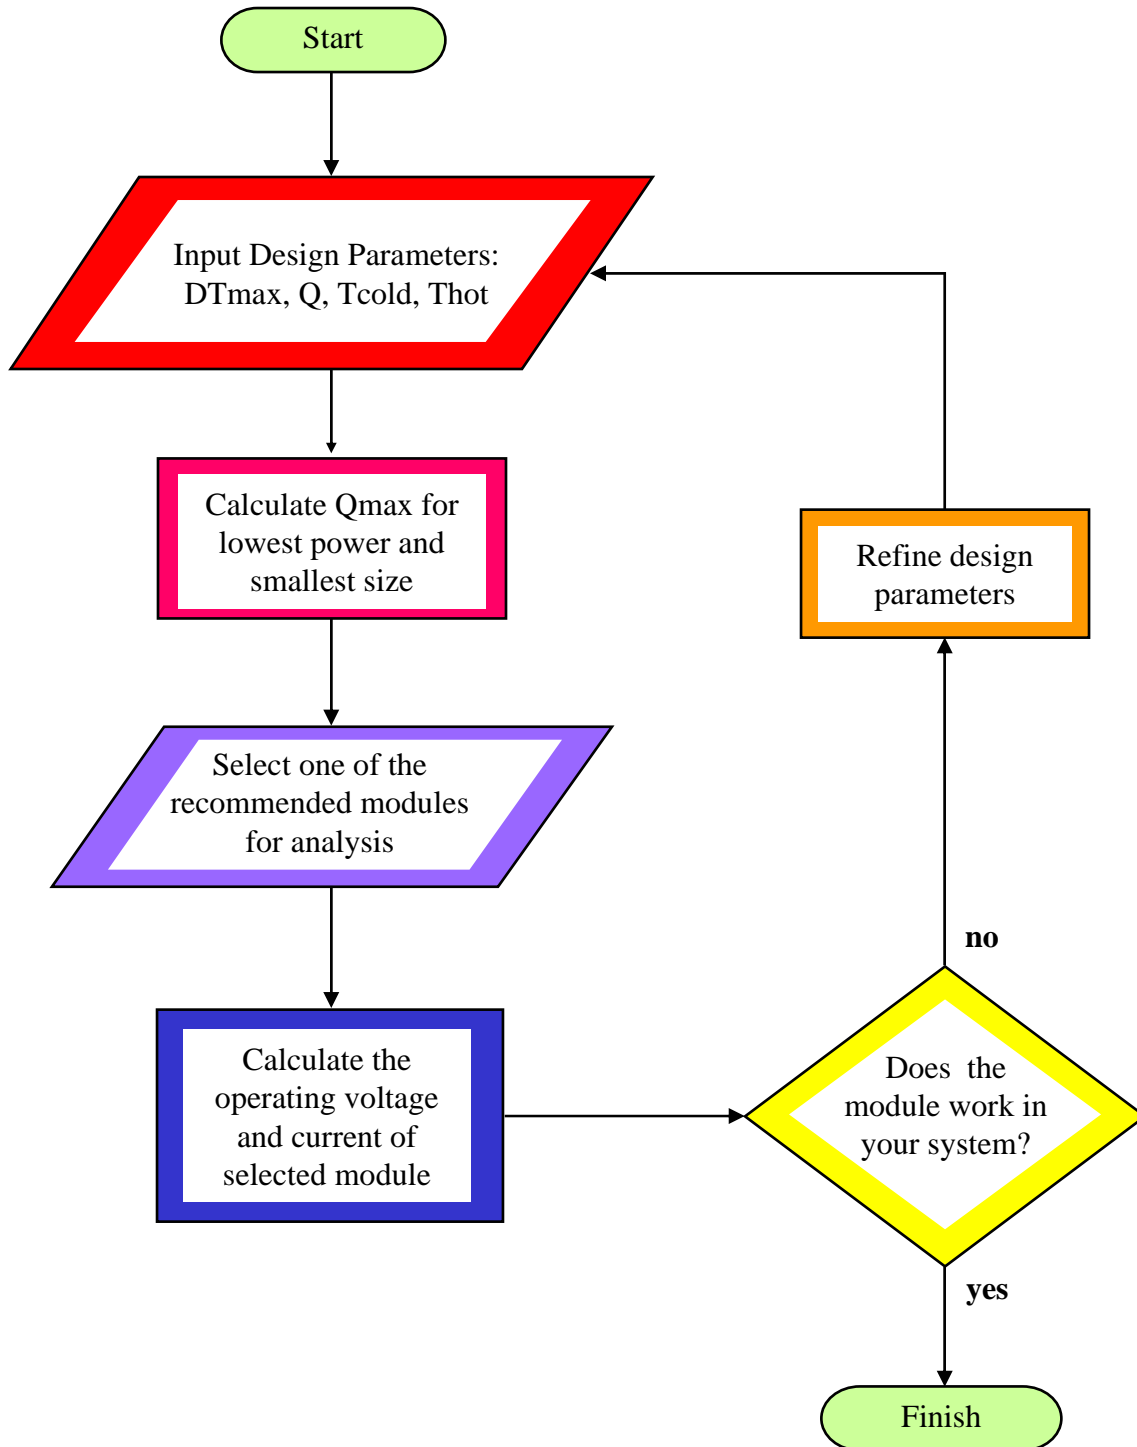 Start
Input Design Parameters:
DTmax, Q, Tcold, Thot
Calculate Qmax for
lowest power and
smallest size
Select one of the
recommended modules
for analysis
Calculate the
operating voltage
and current of
selected module
Does  the
module work in
your system?
no
Refine design
parameters
yes
Finish